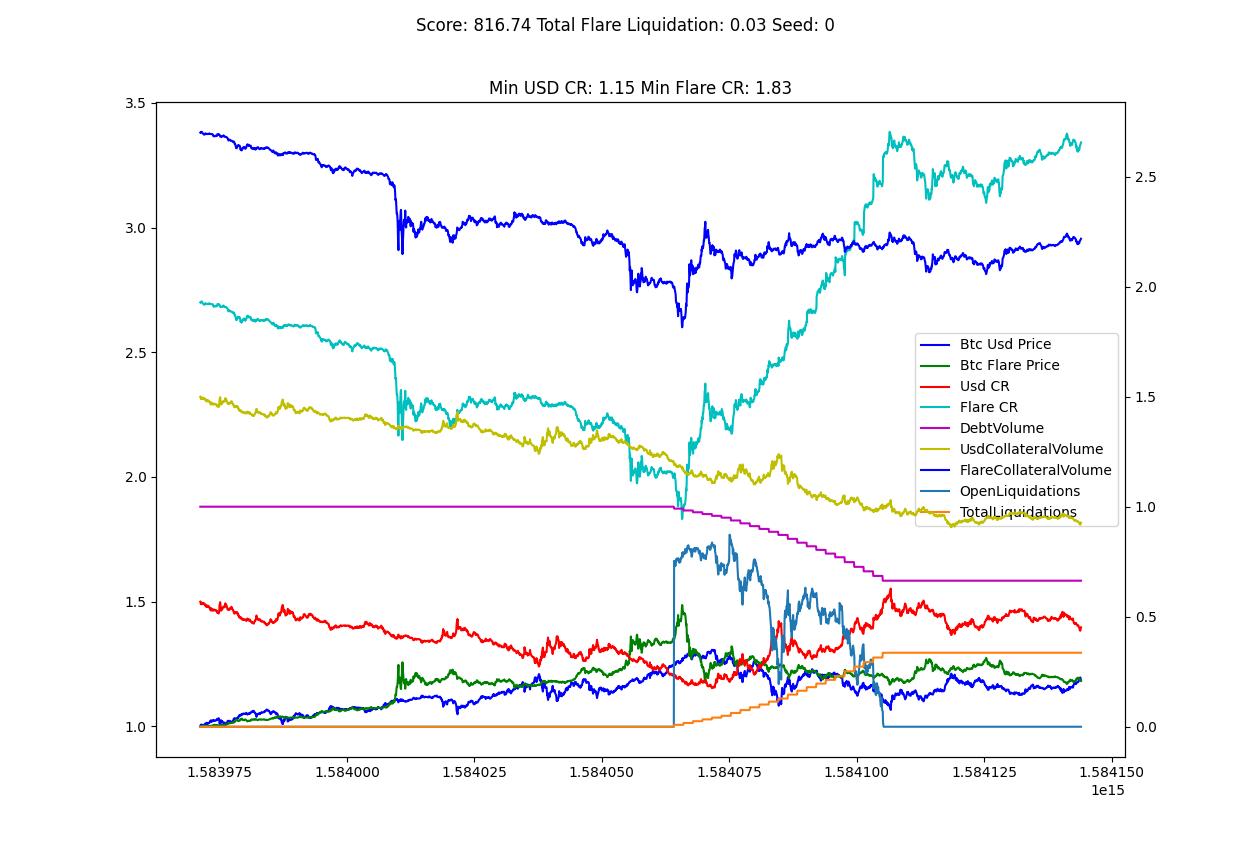 Score: 816.74 Total Flare Liquidation: 0.03 Seed: 0
Min USD CR: 1.15 Min Flare CR: 1.83
3.5
3.0
2.5
2.0
1.5
1.0
2.5
2.0
1.5
1.0
0.5
0.0
Btc Usd Price
Btc Flare Price
Usd CR
Flare CR
DebtVolume
UsdCollateralVolume
FlareCollateralVolume
OpenLiquidations
TotalLiquidations
1.583975 1.584000 1.584025 1.584050 1.584075 1.584100 1.584125 1.584150
1e15